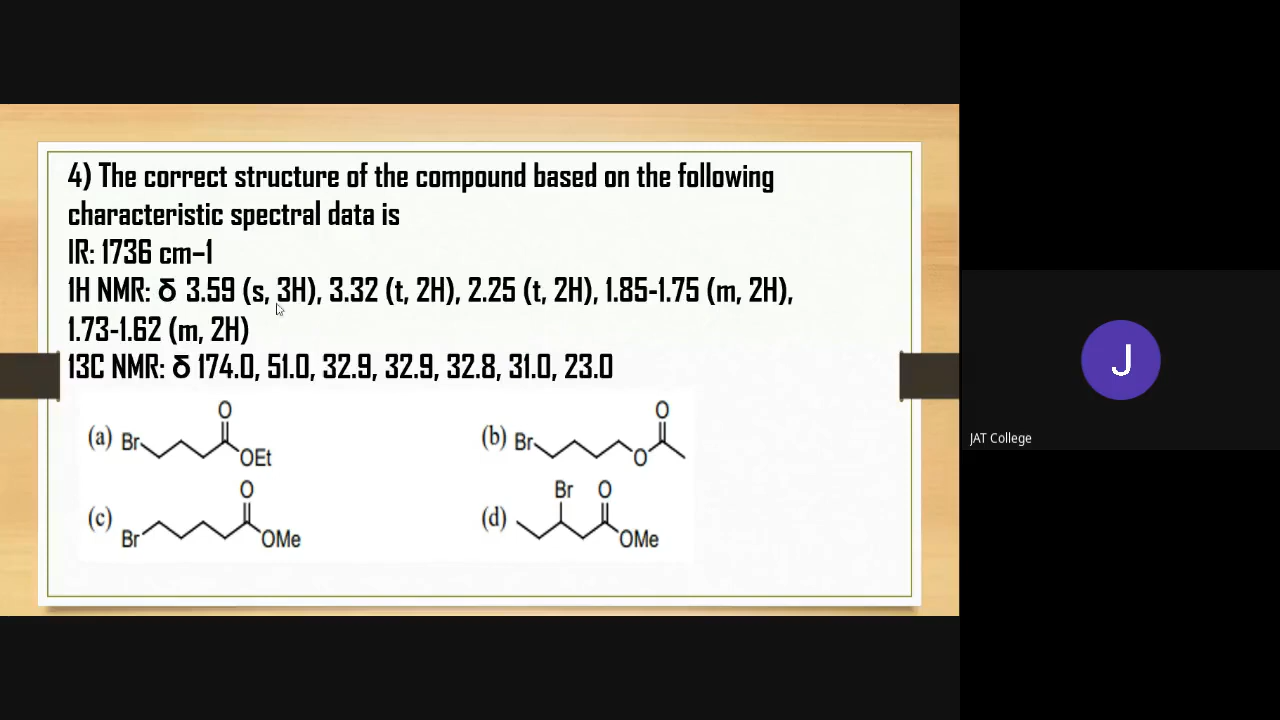 4) The correct structure of the compound based on the following
characteristic spectral data is
IR: 1736 cm–1
1H NMR: δ 3.59 (s, 3H), 3.32 (t, 2H), 2.25 (t, 2H), 1.85-1.75 (m, 2H),
1.73-1.62 (m, 2H)
13C NMR: δ 174.0, 51.0, 32.9, 32.9, 32.8, 31.0, 23.0
(a) Br O OEt
(b) Br O O
(c) Br O OMe
(d) Br O OMe
J
JAT College